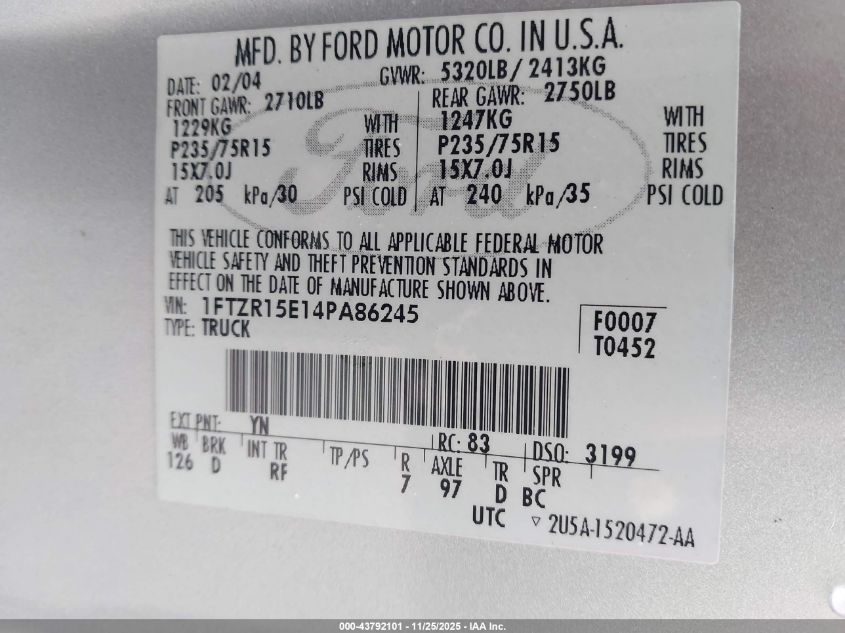 MFD. BY FORD MOTOR CO. IN U.S.A.
DATE: 02/04 GVWR: 5320LB/ 2413KG
FRONT GAWR: 2710LB REAR GAWR: 2750LB
1229KG WITH 1247KG WITH
P235/75R15 TIRES P235/75R15 TIRES
15X7.0J RIMS 15X7.0J RIMS
AT 205 kPa/30 PSI COLD AT 240 kPa/35 PSI COLD
Ford
THIS VEHICLE CONFORMS TO ALL APPLICABLE FEDERAL MOTOR
VEHICLE SAFETY AND THEFT PREVENTION STANDARDS IN
EFFECT ON THE DATE OF MANUFACTURE SHOWN ABOVE.
VIN: 1FTZR15E14PA86245 F0007
TYPE: TRUCK T0452
EXT PNT: YN RC: 83 DSO: 3199
WB BRK INT TR TP/PS R AXLE TR SPR
126 D RF 7 97 D BC
UTC ▽ 2U5A-1520472-AA
000-43792101 - 11/25/2025 - IAA Inc.